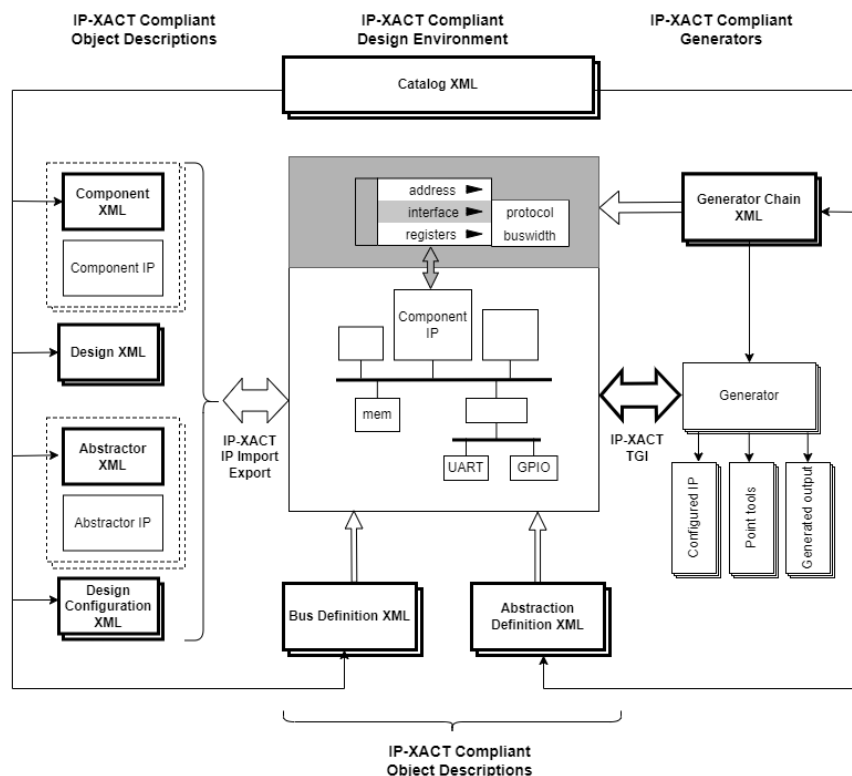 IP-XACT Compliant
Object Descriptions
IP-XACT Compliant
Design Environment
IP-XACT Compliant
Generators
Catalog XML
Component
XML
Component IP
Design XML
Abstractor
XML
Abstractor IP
Design
Configuration
XML
IP-XACT
IP Import
Export
address
interface
registers
protocol
buswidth
Component
IP
mem
UART
GPIO
IP-XACT
TGI
Generator Chain
XML
Generator
Configured IP
Point tools
Generated output
Bus Definition XML
Abstraction
Definition XML
IP-XACT Compliant
Object Descriptions